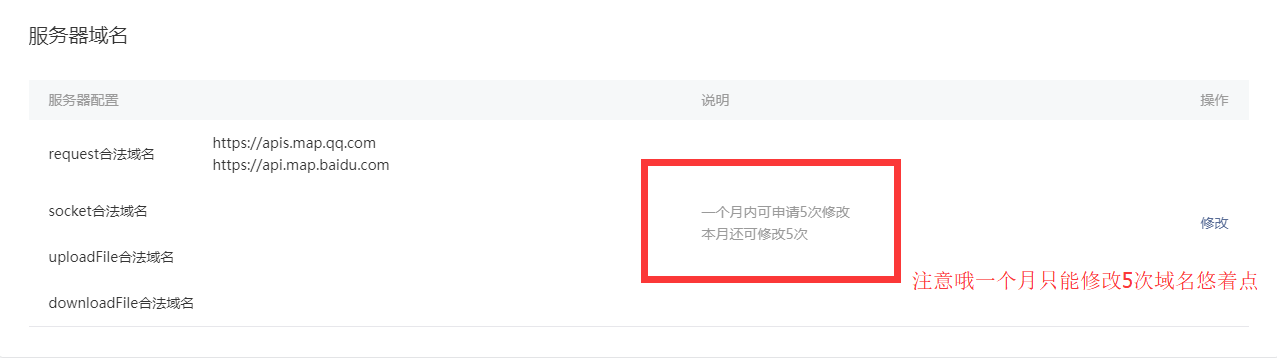 服务器域名
服务器配置 说明 操作
request合法域名 https://apis.map.qq.com
https://api.map.baidu.com
socket合法域名
一个月内可申请5次修改
本月还可修改5次
修改
uploadFile合法域名
注意哦一个月只能修改5次域名悠着点
downloadFile合法域名